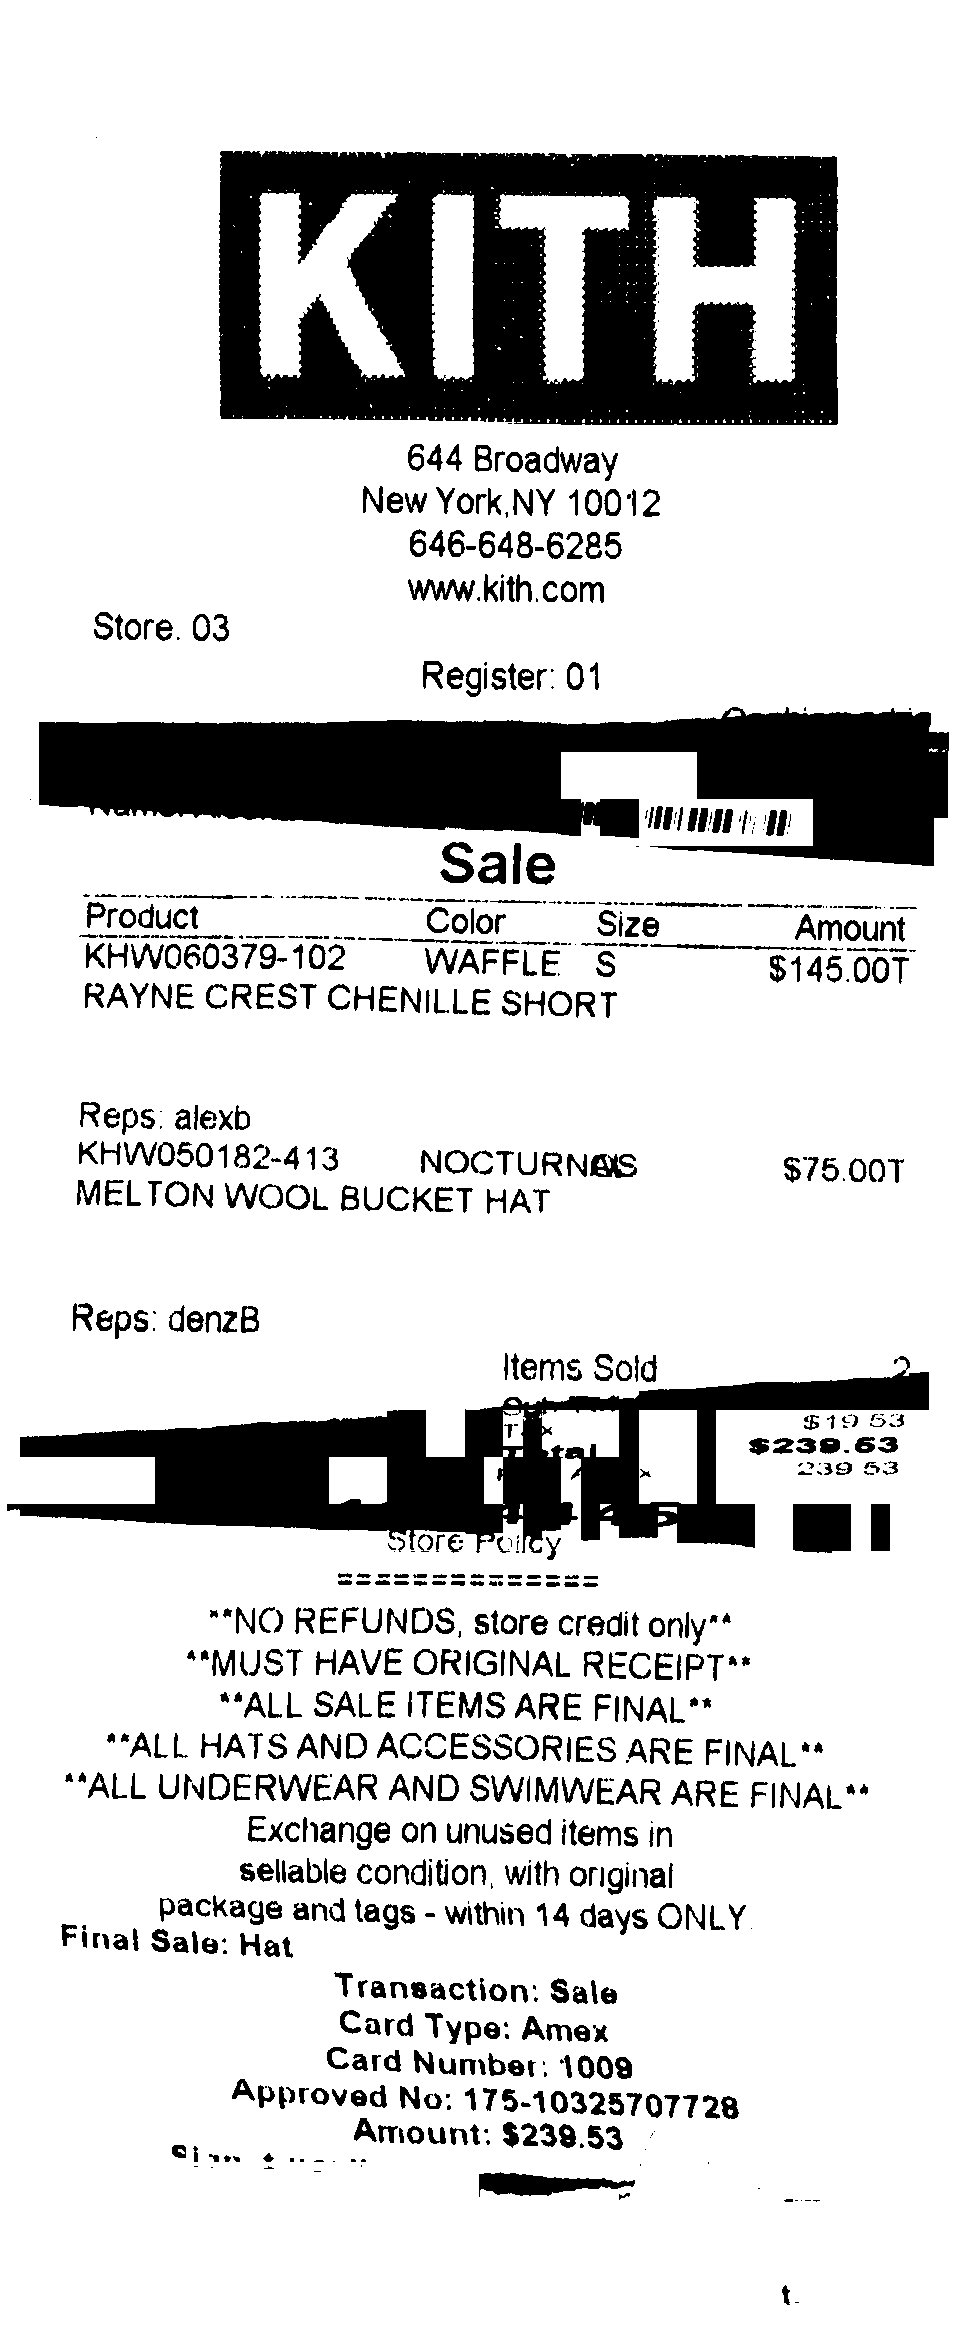 KITH
644 Broadway
New York,NY 10012
646-648-6285
www.kith.com
Store. 03
Register: 01
Sale
Product Color Size Amount
KHW060379-102 WAFFLE S $145.00T
RAYNE CREST CHENILLE SHORT
Reps: alexb
KHW050182-413 $75.00T
MELTON WOOL BUCKET HAT
Reps: denzB
Items Sold 2
Tax $19 53
Total $239.53
239 53
Store Policy
==============
**NO REFUNDS, store credit only**
**MUST HAVE ORIGINAL RECEIPT**
**ALL SALE ITEMS ARE FINAL**
**ALL HATS AND ACCESSORIES ARE FINAL**
**ALL UNDERWEAR AND SWIMWEAR ARE FINAL**
Exchange on unused items in
sellable condition, with original
package and tags - within 14 days ONLY
Final Sale: Hat
Transaction: Sale
Card Type: Amex
Card Number: 1009
Approved No: 175-10325707728
Amount: $239.53